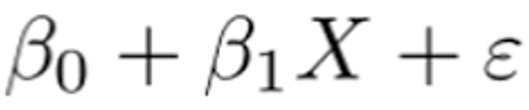 β₀ + β₁X + ε